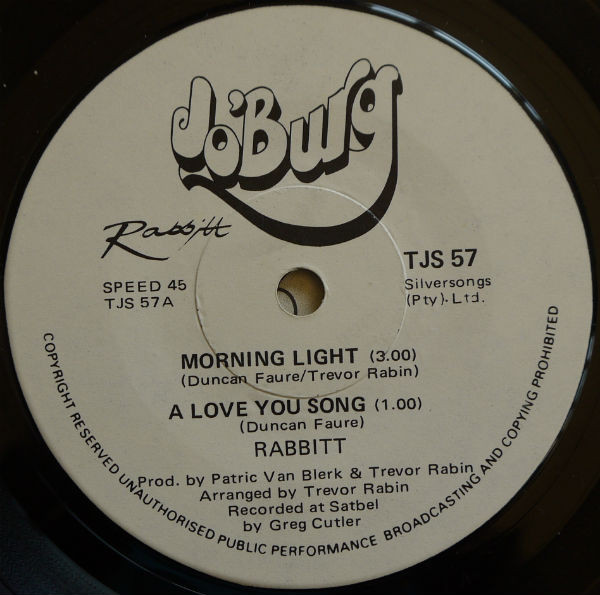 Jo'Burg
Rabbitt
SPEED 45
TJS 57A
TJS 57
Silversongs
(Pty). Ltd.
MORNING LIGHT (3.00)
(Duncan Faure/Trevor Rabin)
A LOVE YOU SONG (1.00)
(Duncan Faure)
RABBITT
Prod. by Patric Van Blerk & Trevor Rabin
Arranged by Trevor Rabin
Recorded at Satbel
by Greg Cutler
COPYRIGHT RESERVED UNAUTHORISED PUBLIC PERFORMANCE BROADCASTING AND COPYING PROHIBITED